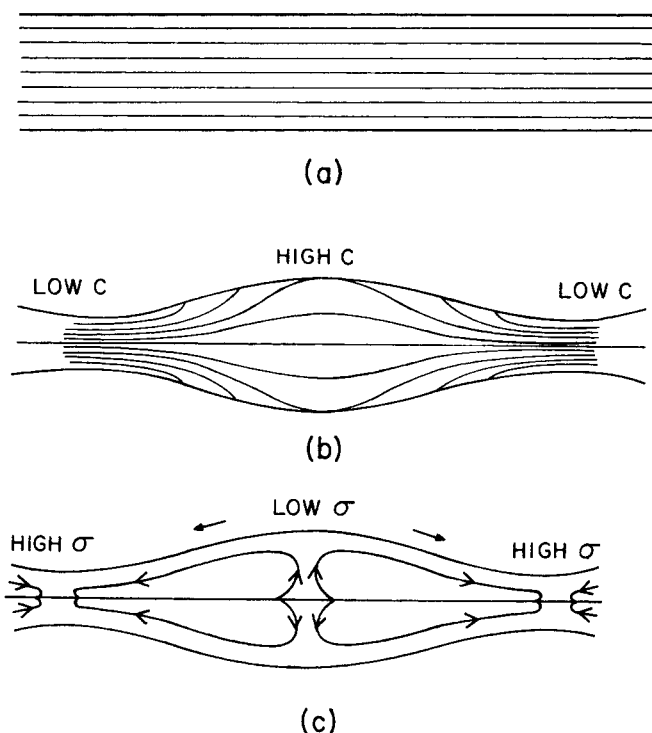 (a)
HIGH C
LOW C LOW C
(b)
LOW σ
HIGH σ HIGH σ
(c)